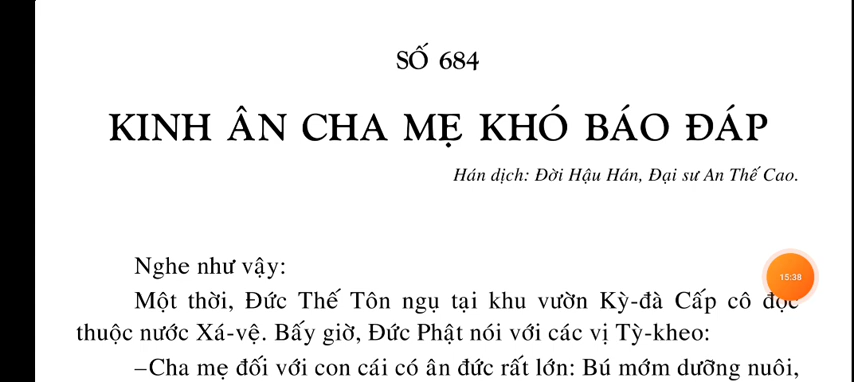 SỐ 684
KINH ÂN CHA MẸ KHÓ BÁO ĐÁP
Hán dịch: Đời Hậu Hán, Đại sư An Thế Cao.
Nghe như vậy:
Một thời, Đức Thế Tôn ngụ tại khu vườn Kỳ-đà Cấp cô độc
15:38
thuộc nước Xá-vệ. Bấy giờ, Đức Phật nói với các vị Tỳ-kheo:
–Cha mẹ đối với con cái có ân đức rất lớn: Bú mớm dưỡng nuôi,